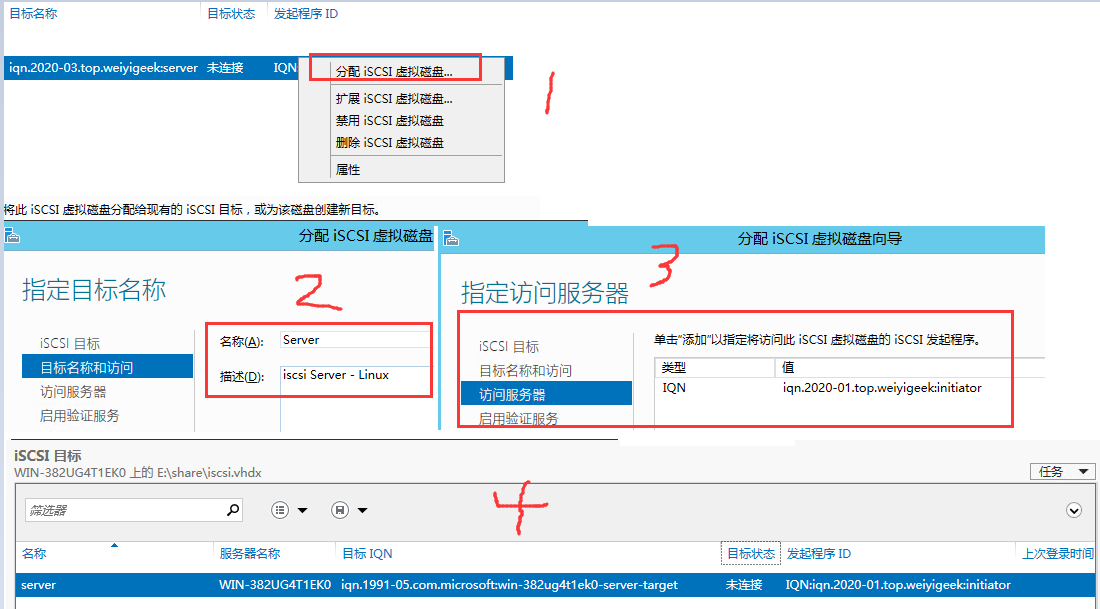 目标名称 目标状态 发起程序 ID
iqn.2020-03.top.weiyigeek:server 未连接 IQN:
分配 iSCSI 虚拟磁盘...
1
扩展 iSCSI 虚拟磁盘...
禁用 iSCSI 虚拟磁盘
删除 iSCSI 虚拟磁盘
属性
将此 iSCSI 虚拟磁盘分配给现有的 iSCSI 目标，或为该磁盘创建新目标。
分配 iSCSI 虚拟磁盘
指定目标名称
2
iSCSI 目标
目标名称和访问
访问服务器
启用验证服务
名称(A): Server
描述(D): iscsi Server - Linux
分配 iSCSI 虚拟磁盘向导
3
指定访问服务器
iSCSI 目标
目标名称和访问
访问服务器
启用验证服务
单击"添加"以指定将访问此 iSCSI 虚拟磁盘的 iSCSI 发起程序。
类型 值
IQN iqn.2020-01.top.weiyigeek:initiator
iSCSI 目标
WIN-382UG4T1EK0 上的 E:\share\iscsi.vhdx
任务
筛选器
4
名称 服务器名称 目标 IQN 目标状态 发起程序 ID 上次登录时间
server WIN-382UG4T1EK0 iqn.1991-05.com.microsoft:win-382ug4t1ek0-server-target 未连接 IQN:iqn.2020-01.top.weiyigeek:initiator